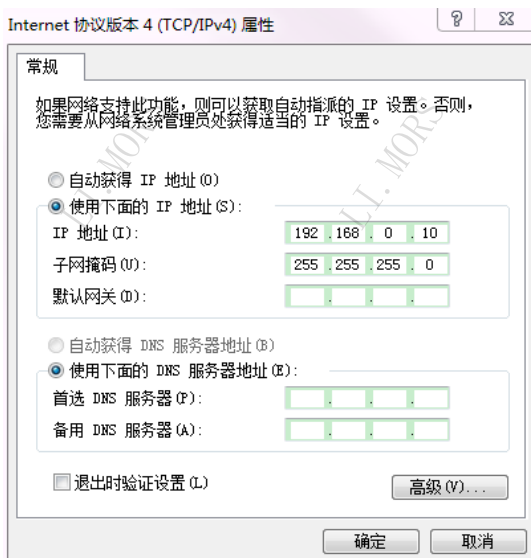 Internet 协议版本 4 (TCP/IPv4) 属性
常规
如果网络支持此功能，则可以获取自动指派的 IP 设置。否则，
您需要从网络系统管理员处获得适当的 IP 设置。
自动获得 IP 地址(O)
使用下面的 IP 地址(S):
IP 地址(I): 192 . 168 . 0 . 10
子网掩码(U): 255 . 255 . 255 . 0
默认网关(D): . . .
自动获得 DNS 服务器地址(B)
使用下面的 DNS 服务器地址(E):
首选 DNS 服务器(P): . . .
备用 DNS 服务器(A): . . .
退出时验证设置(L)
高级(V)...
确定 取消
LI.MORS
LI.MORS